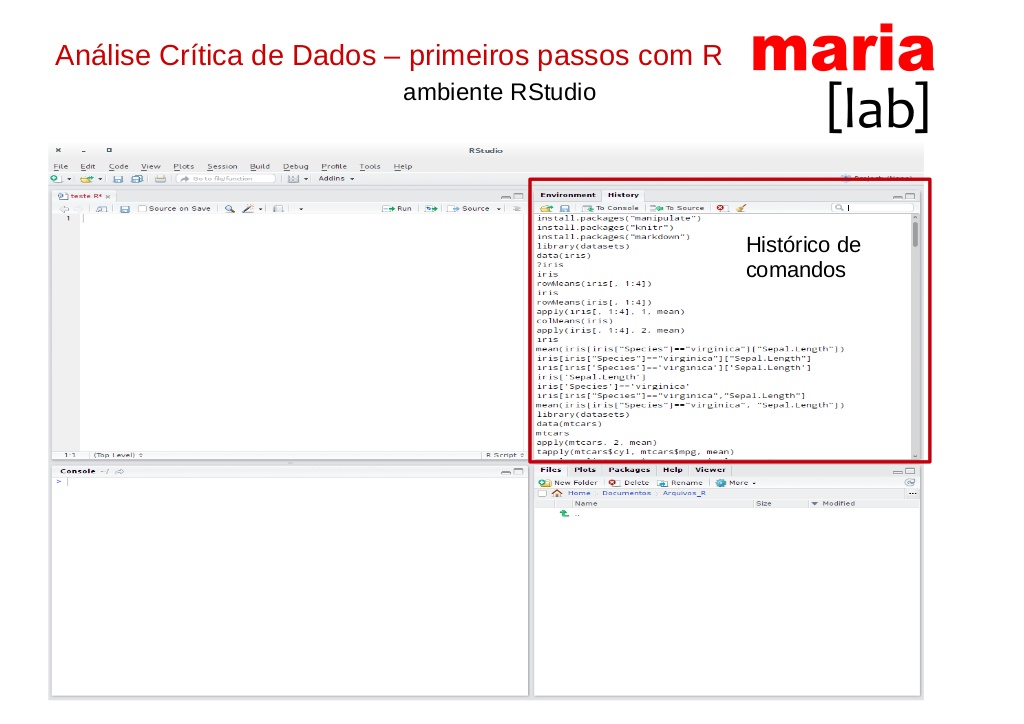 Análise Crítica de Dados – primeiros passos com R
maria
[lab]
ambiente RStudio
RStudio
File Edit Code View Plots Session Build Debug Profile Tools Help
Go to file/function Addins
teste R*
Source on Save Run Source
1
1:1 (Top Level) R Script
Console ~/
>
Environment History
To Console To Source
install.packages("manipulate")
install.packages("knitr")
install.packages("markdown")
library(datasets)
data(iris)
?iris
iris
rowMeans(iris[, 1:4])
iris
rowMeans(iris[, 1:4])
apply(iris[, 1:4], 1, mean)
colMeans(iris)
apply(iris[, 1:4], 2, mean)
iris
mean(iris[iris["Species"]=="virginica"]["Sepal.Length"])
iris[iris["Species"]=="virginica"]["Sepal.Length"]
iris[iris['Species']=='virginica']['Sepal.Length']
iris['Sepal.Length']
iris['Species']=='virginica'
iris[iris["Species"]=="virginica","Sepal.Length"]
mean(iris[iris["Species"]=="virginica", "Sepal.Length"])
library(datasets)
data(mtcars)
mtcars
apply(mtcars, 2, mean)
tapply(mtcars$cyl, mtcars$mpg, mean)
Histórico de
comandos
Files Plots Packages Help Viewer
New Folder Delete Rename More
Home Documentos Arquivos_R ...
Name Size Modified
..